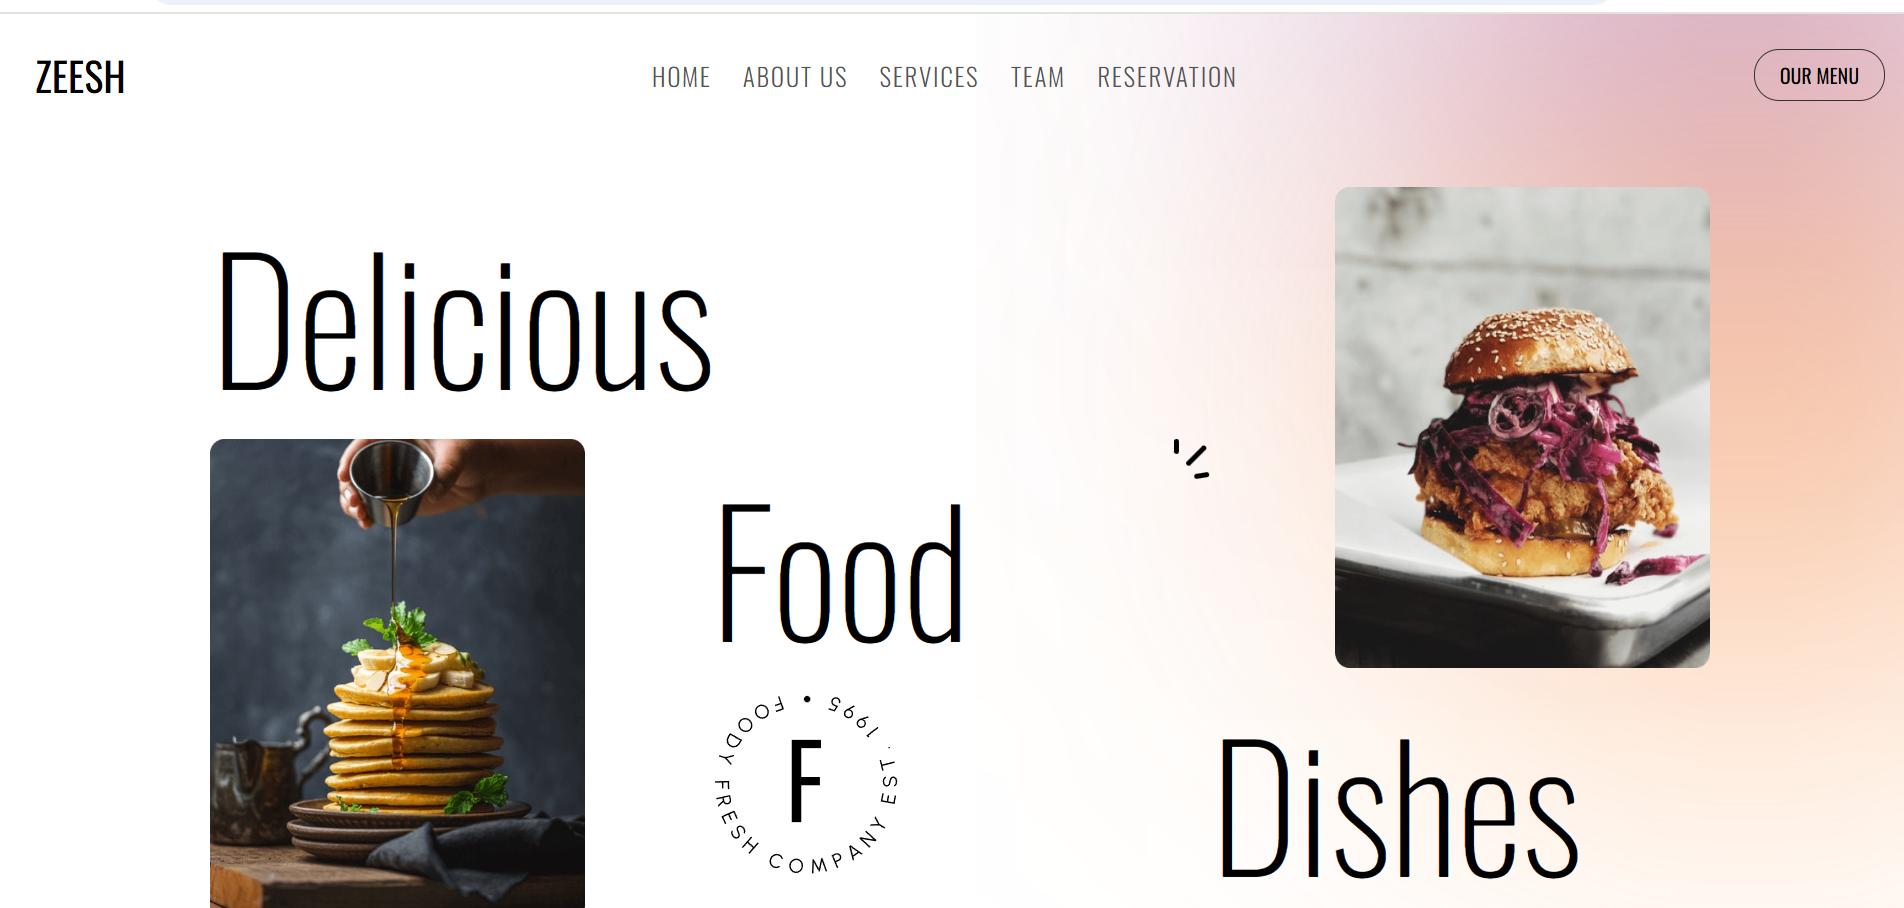 ZEESH
HOME ABOUT US SERVICES TEAM RESERVATION
OUR MENU
Delicious
Food
FOODY FRESH COMPANY EST . 1995 •
F
Dishes